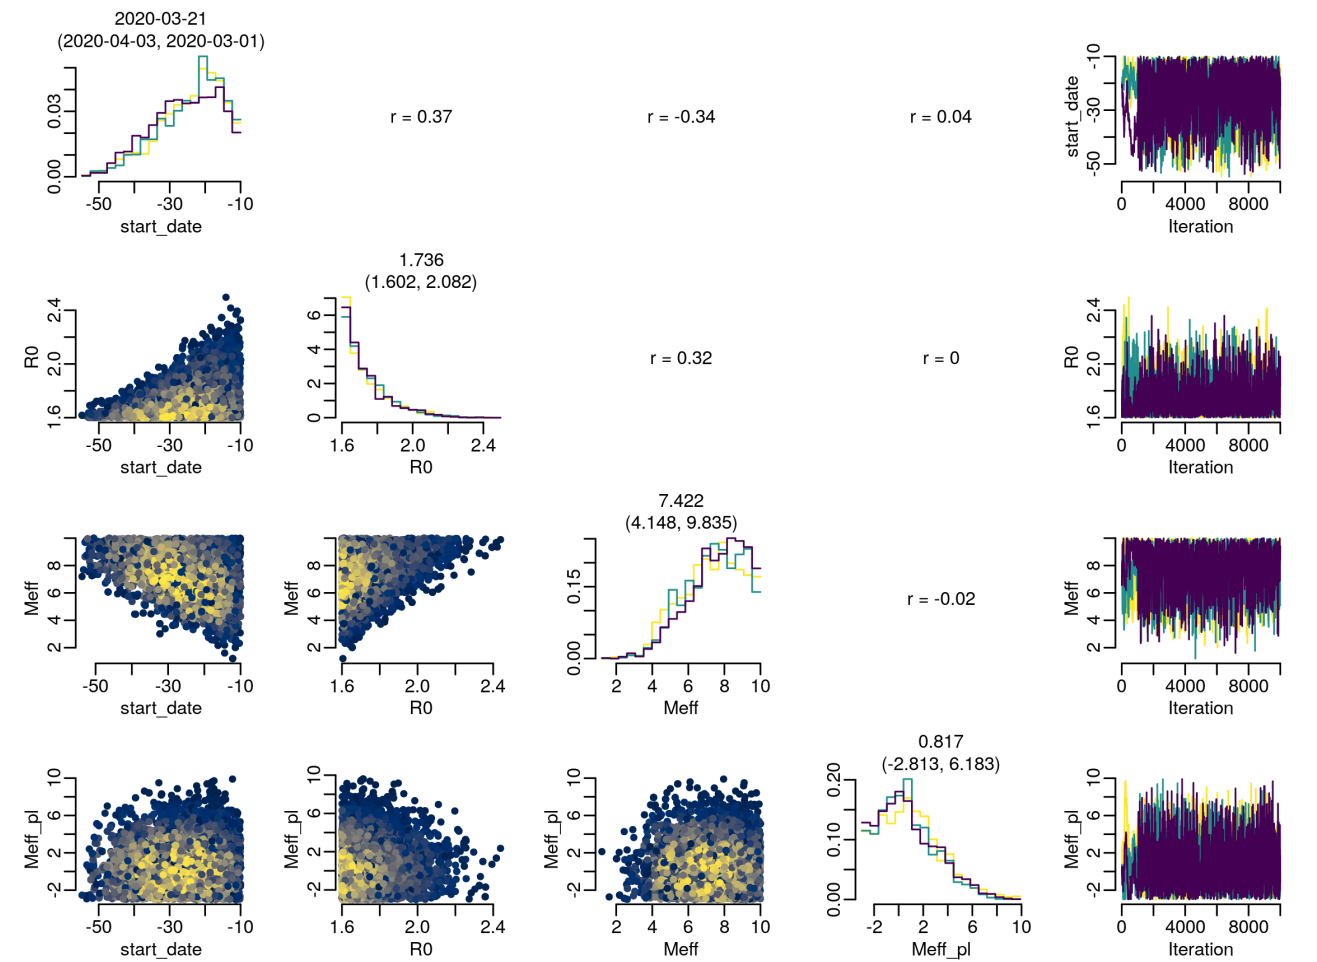 2020-03-21
(2020-04-03, 2020-03-01)
0.00 0.03
-50 -30 -10
start_date
r = 0.37
r = -0.34
r = 0.04
start_date
-50 -30 -10
0 4000 8000
Iteration
R0
1.6 2.0 2.4
-50 -30 -10
start_date
1.736
(1.602, 2.082)
0 2 4 6
1.6 2.0 2.4
R0
r = 0.32
r = 0
R0
1.6 2.0 2.4
0 4000 8000
Iteration
Meff
2 4 6 8
-50 -30 -10
start_date
Meff
2 4 6 8
1.6 2.0 2.4
R0
7.422
(4.148, 9.835)
0.00 0.15
2 4 6 8 10
Meff
r = -0.02
Meff
2 4 6 8
0 4000 8000
Iteration
Meff_pl
-2 2 6 10
-50 -30 -10
start_date
Meff_pl
-2 2 6 10
1.6 2.0 2.4
R0
Meff_pl
-2 2 6 10
2 4 6 8 10
Meff
0.817
(-2.813, 6.183)
0.00 0.10 0.20
-2 2 6 10
Meff_pl
Meff_pl
-2 2 6 10
0 4000 8000
Iteration